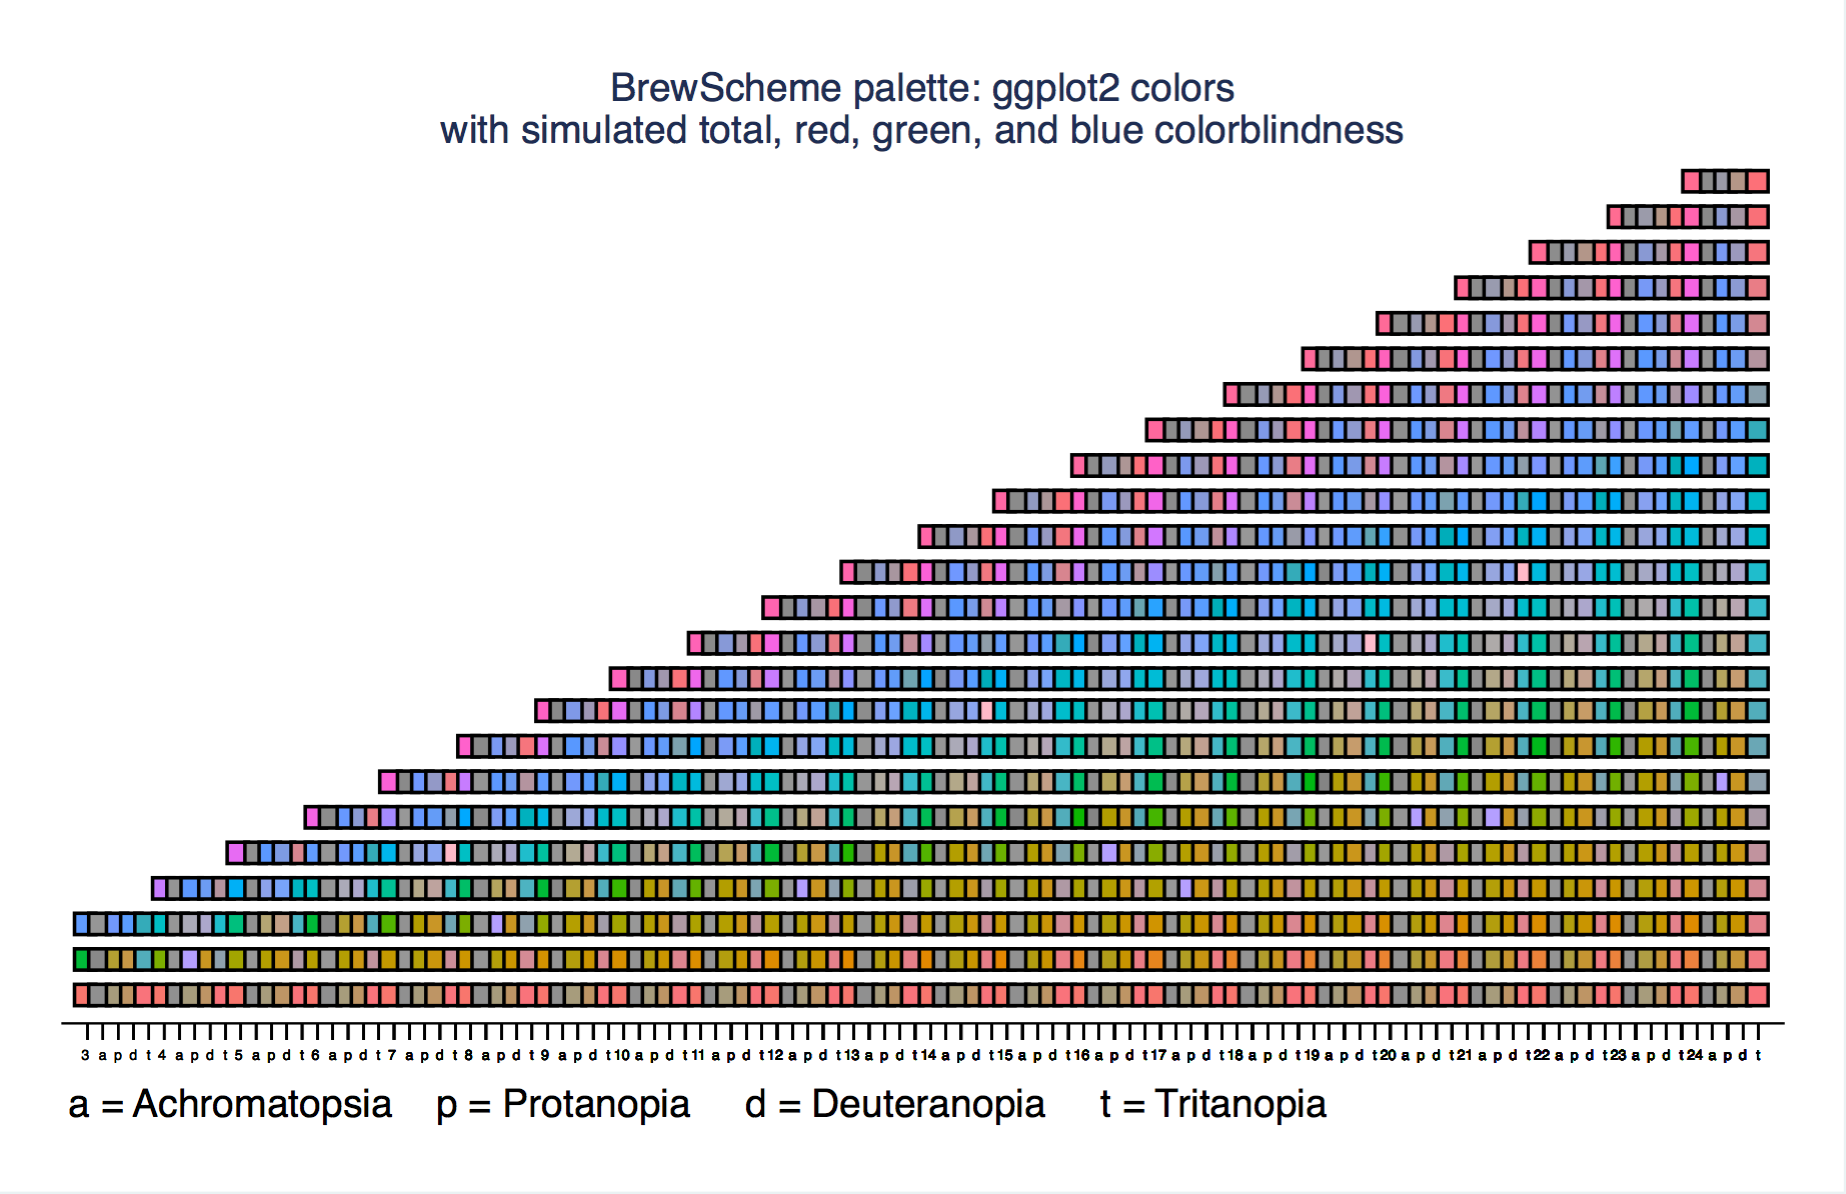 BrewScheme palette: ggplot2 colors
with simulated total, red, green, and blue colorblindness
3 a p d t 4 a p d t 5 a p d t 6 a p d t 7 a p d t 8 a p d t 9 a p d t 10 a p d t 11 a p d t 12 a p d t 13 a p d t 14 a p d t 15 a p d t 16 a p d t 17 a p d t 18 a p d t 19 a p d t 20 a p d t 21 a p d t 22 a p d t 23 a p d t 24 a p d t
a = Achromatopsia p = Protanopia d = Deuteranopia t = Tritanopia